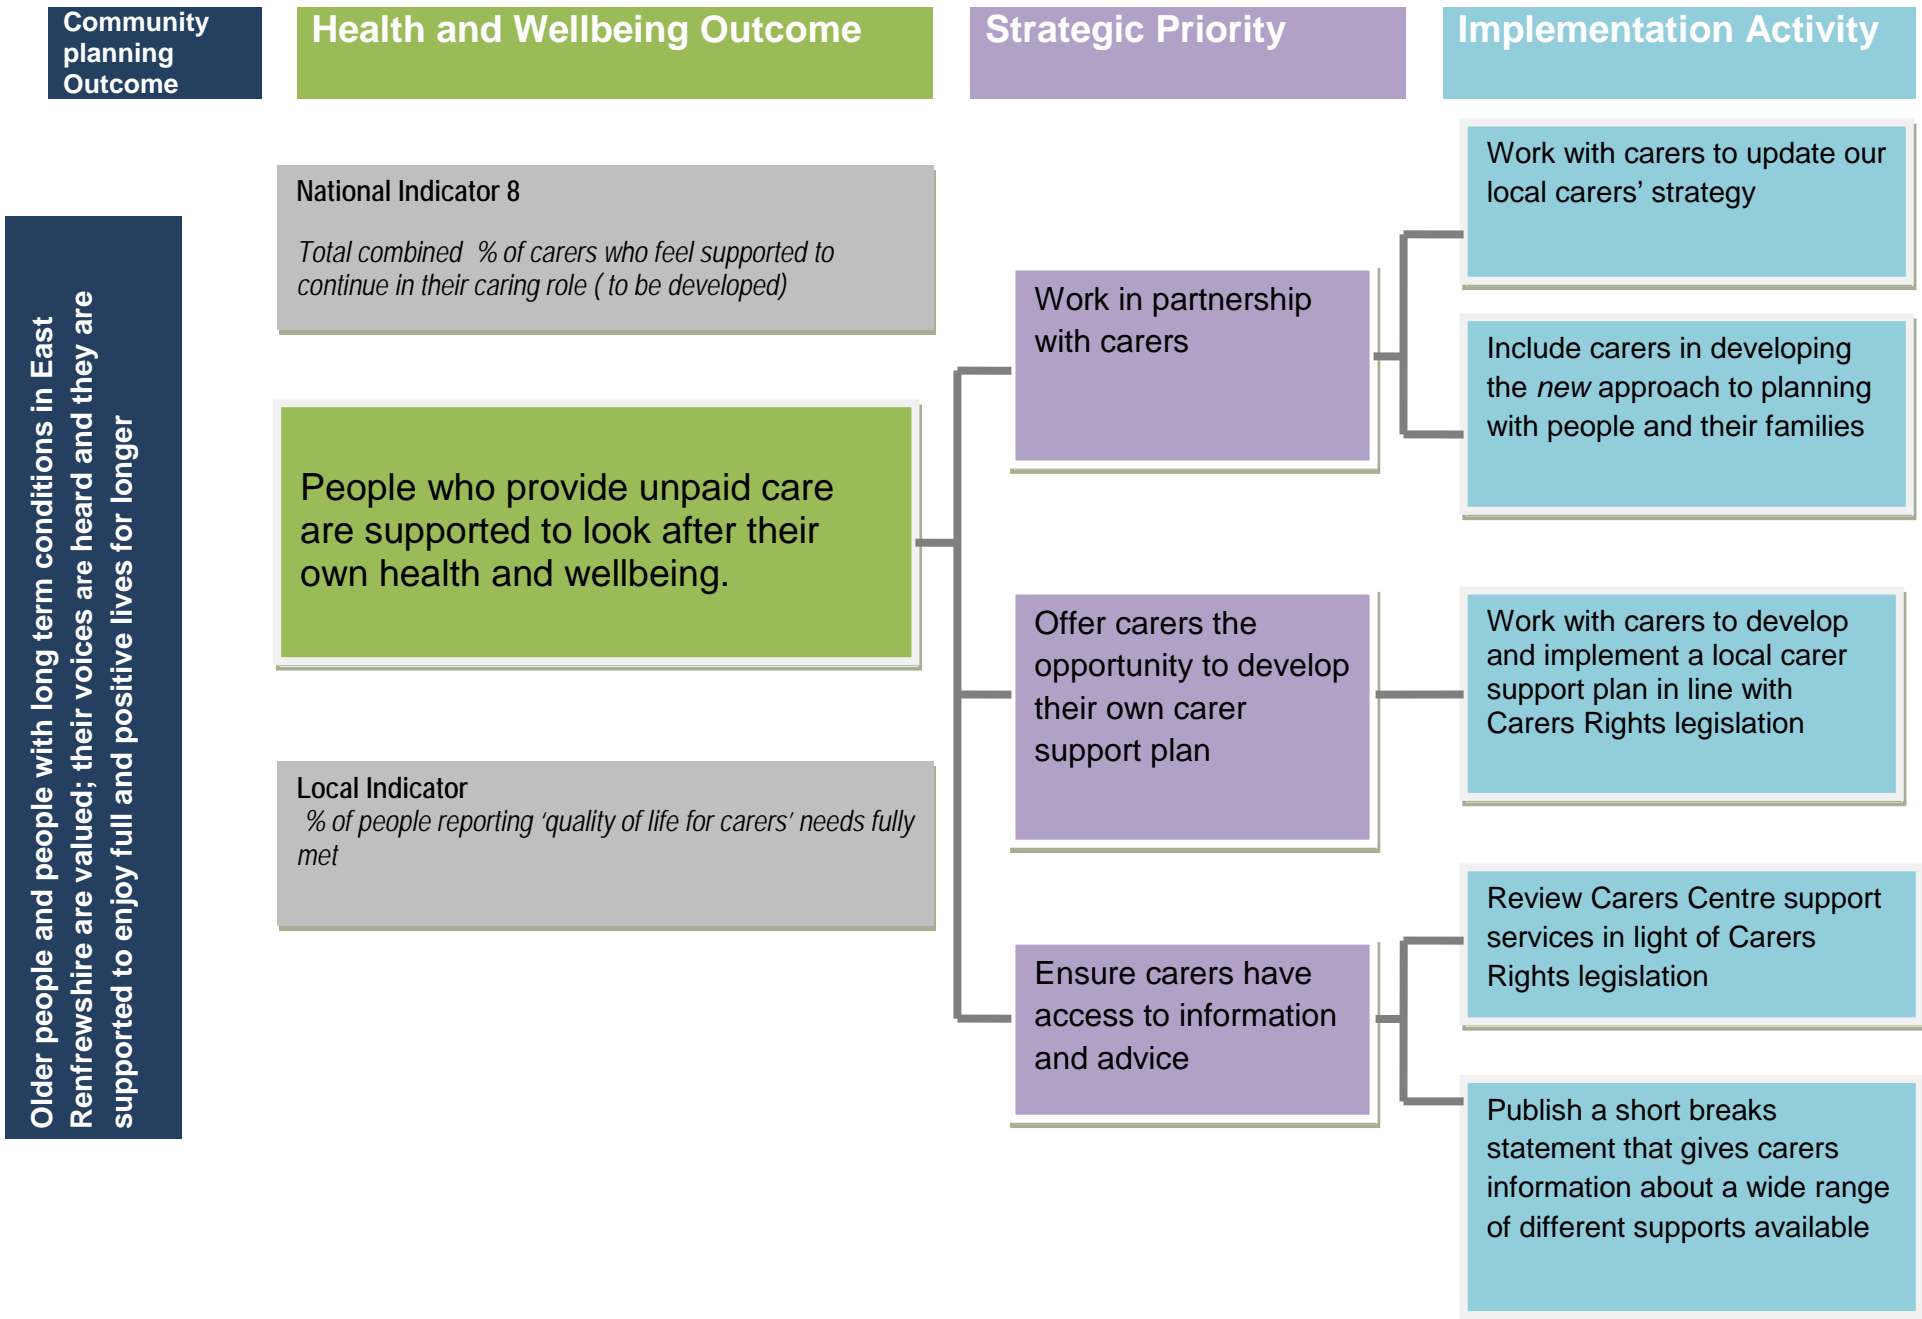 Community
planning
Outcome
Health and Wellbeing Outcome
Strategic Priority
Implementation Activity
Older people and people with long term conditions in East
Renfrewshire are valued; their voices are heard and they are
supported to enjoy full and positive lives for longer
National Indicator 8
Total combined % of carers who feel supported to
continue in their caring role ( to be developed)
People who provide unpaid care
are supported to look after their
own health and wellbeing.
Local Indicator
% of people reporting ‘quality of life for carers’ needs fully
met
Work in partnership
with carers
Offer carers the
opportunity to develop
their own carer
support plan
Ensure carers have
access to information
and advice
Work with carers to update our
local carers’ strategy
Include carers in developing
the new approach to planning
with people and their families
Work with carers to develop
and implement a local carer
support plan in line with
Carers Rights legislation
Review Carers Centre support
services in light of Carers
Rights legislation
Publish a short breaks
statement that gives carers
information about a wide range
of different supports available